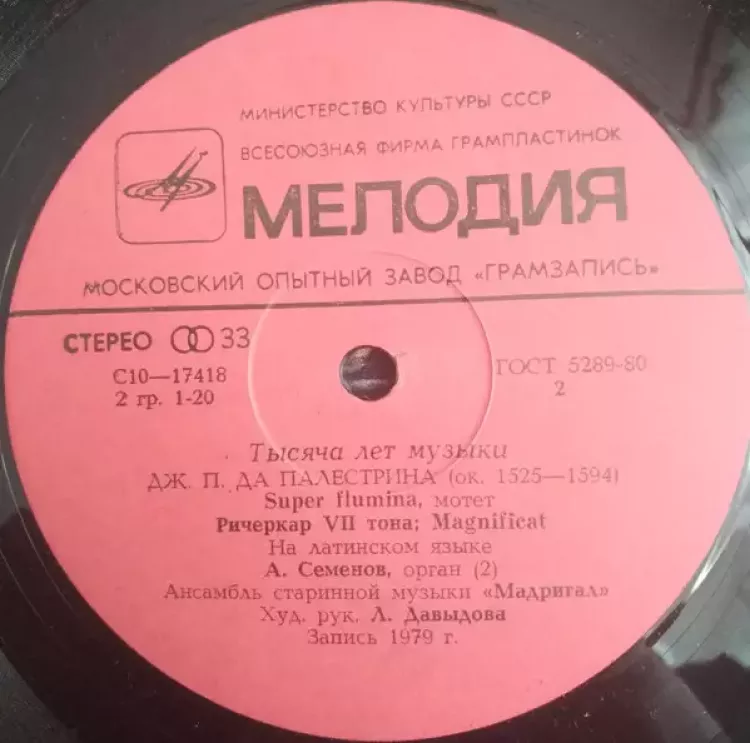 МИНИСТЕРСТВО КУЛЬТУРЫ СССР
ВСЕСОЮЗНАЯ ФИРМА ГРАМПЛАСТИНОК
МЕЛОДИЯ
МОСКОВСКИЙ ОПЫТНЫЙ ЗАВОД «ГРАМЗАПИСЬ»
СТЕРЕО 33
ГОСТ 5289-80
С10—17418
2 гр. 1-20
2
Тысяча лет музыки
ДЖ. П. ДА ПАЛЕСТРИНА (ок. 1525—1594)
Super flumina, мотет
Ричеркар VII тона; Magnificat
На латинском языке
А. Семенов, орган (2)
Ансамбль старинной музыки «Мадригал»
Худ. рук. Л. Давыдова
Запись 1979 г.